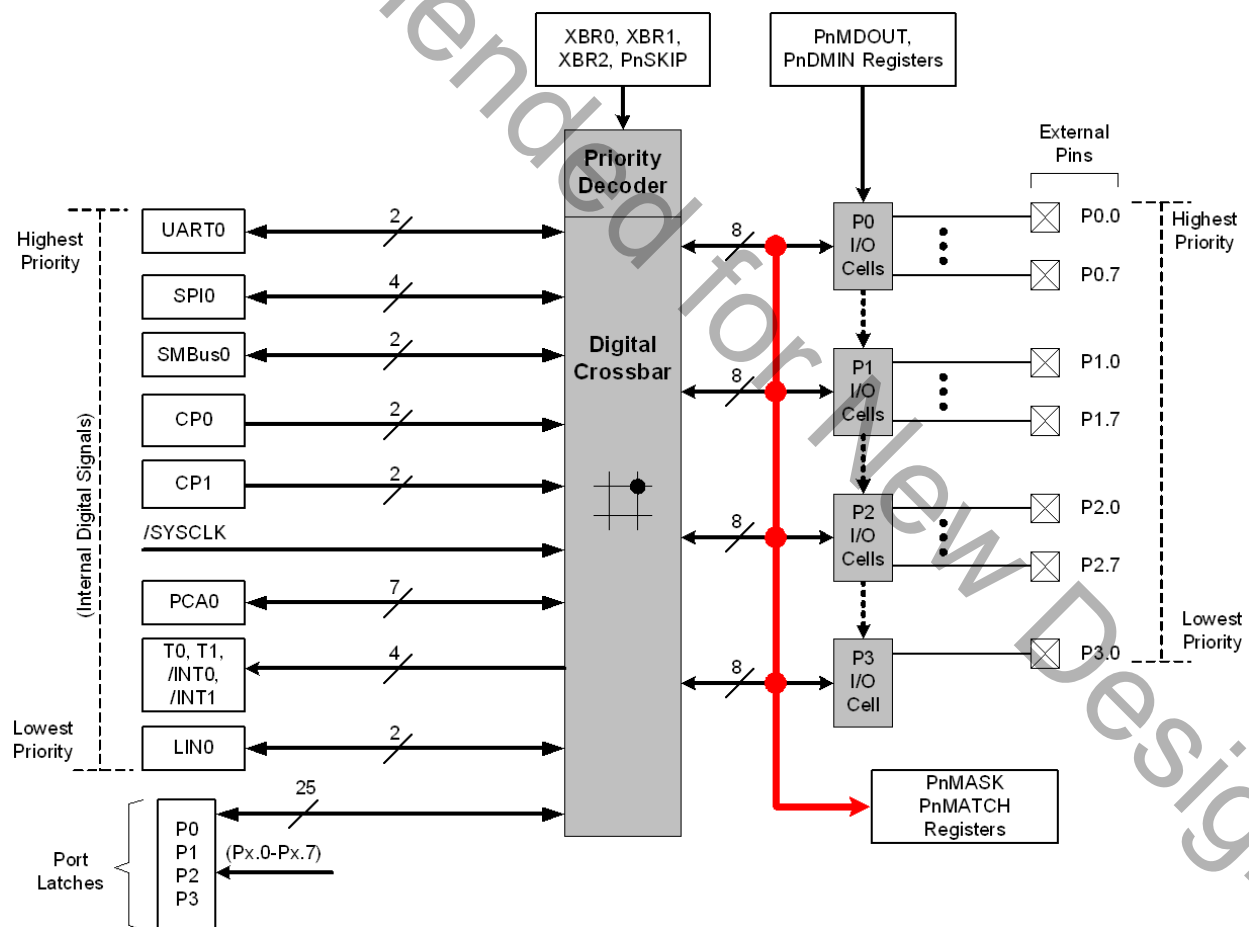 XBR0, XBR1,
XBR2, PnSKIP
PnMDOUT,
PnDMIN Registers
External
Pins
Priority
Decoder
Highest
Priority
UART0
2
8
P0
I/O
Cells
P0.0
Highest
Priority
SPI0
4
P0.7
SMBus0
2
Digital
Crossbar
8
P1
I/O
Cells
P1.0
CP0
2
P1.7
CP1
2
(Internal Digital Signals)
/SYSCLK
8
P2
I/O
Cells
P2.0
P2.7
PCA0
7
T0, T1,
/INT0,
/INT1
4
8
P3
I/O
Cell
P3.0
Lowest
Priority
Lowest
Priority
LIN0
2
25
Port
Latches
P0
P1
P2
P3
(Px.0-Px.7)
PnMASK
PnMATCH
Registers
ended for New Design